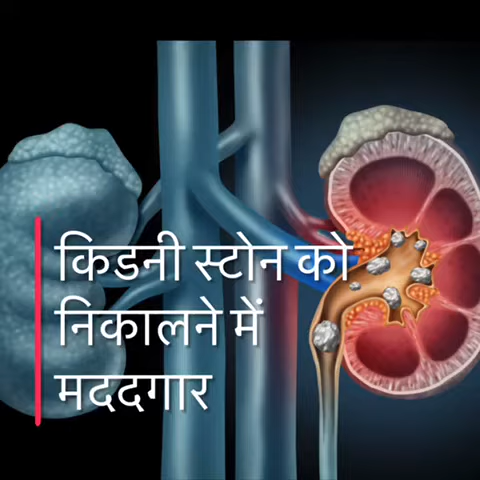 किडनी स्टोन को
निकालने में
मददगार